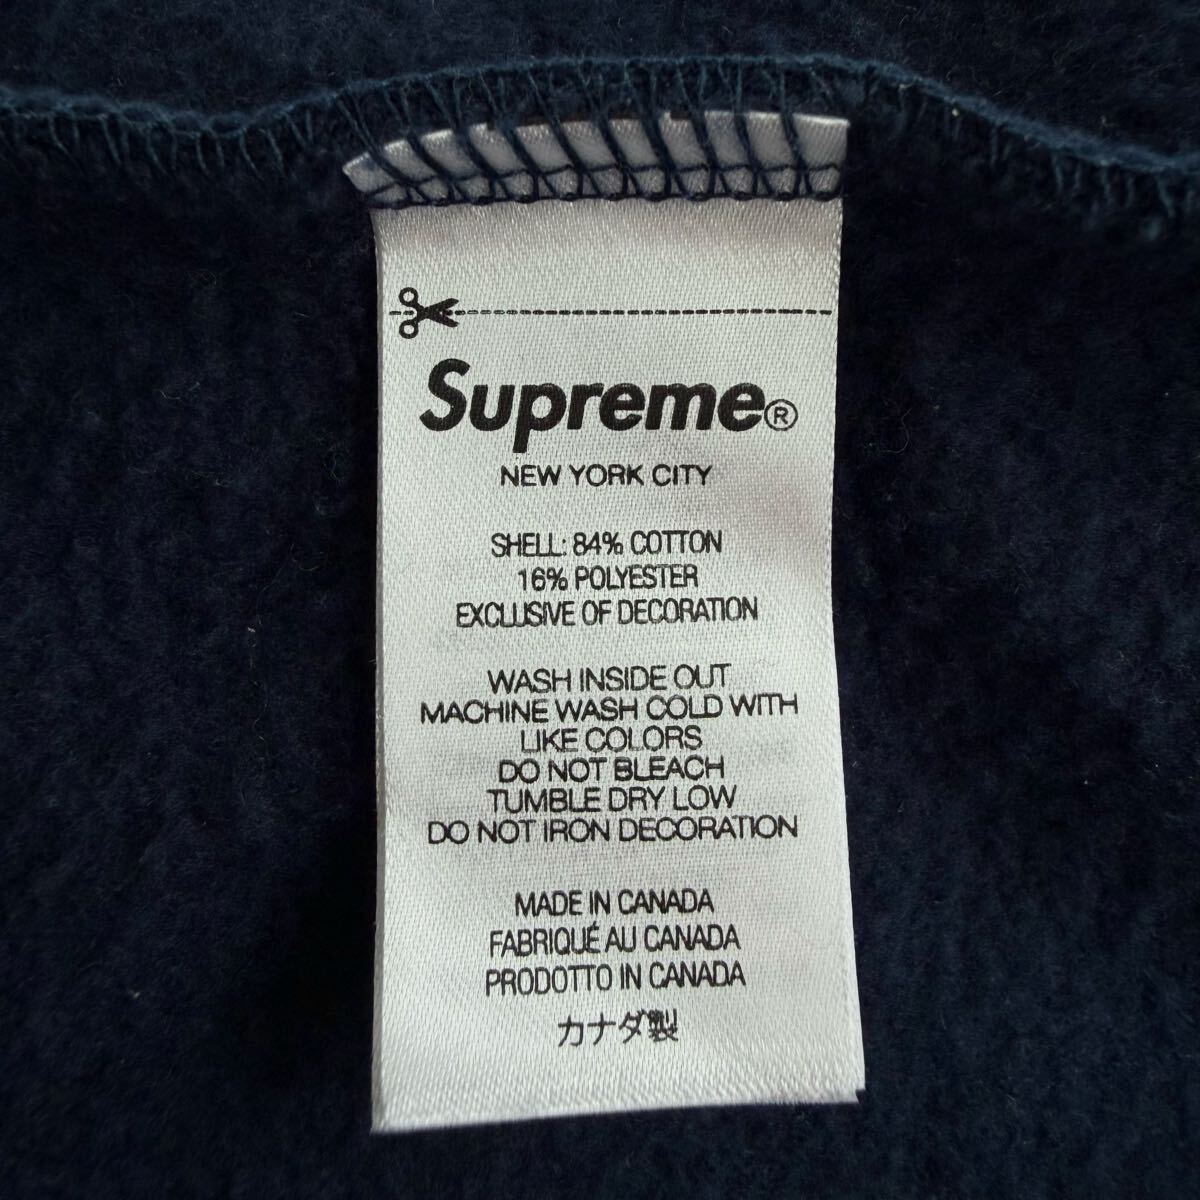 Supreme®
NEW YORK CITY
SHELL: 84% COTTON
16% POLYESTER
EXCLUSIVE OF DECORATION
WASH INSIDE OUT
MACHINE WASH COLD WITH
LIKE COLORS
DO NOT BLEACH
TUMBLE DRY LOW
DO NOT IRON DECORATION
MADE IN CANADA
FABRIQUÉ AU CANADA
PRODOTTO IN CANADA
カナダ製